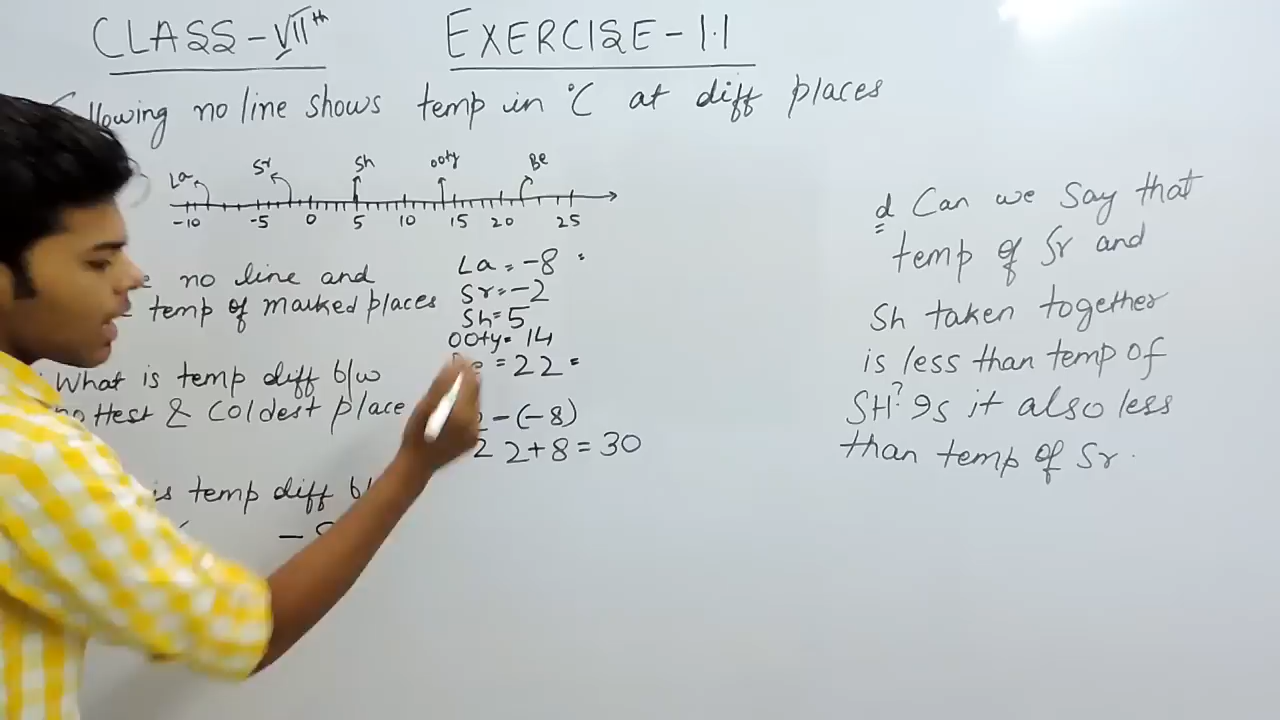 CLASS-VIIth EXERCISE-1.1
no line shows temp in °C at diff places
La Sr Sh ooty Be
-10 -5 0 5 10 15 20 25
no line and
temp of marked places
La = -8
Sr = -2
Sh = 5
OOty = 14
= 22 =
What is temp diff b/w
& Coldest place
- (-8)
22+8 = 30
is temp diff
d Can we Say that
temp of Sr and
Sh taken together
is less than temp of
SH? Is it also less
than temp of Sr.